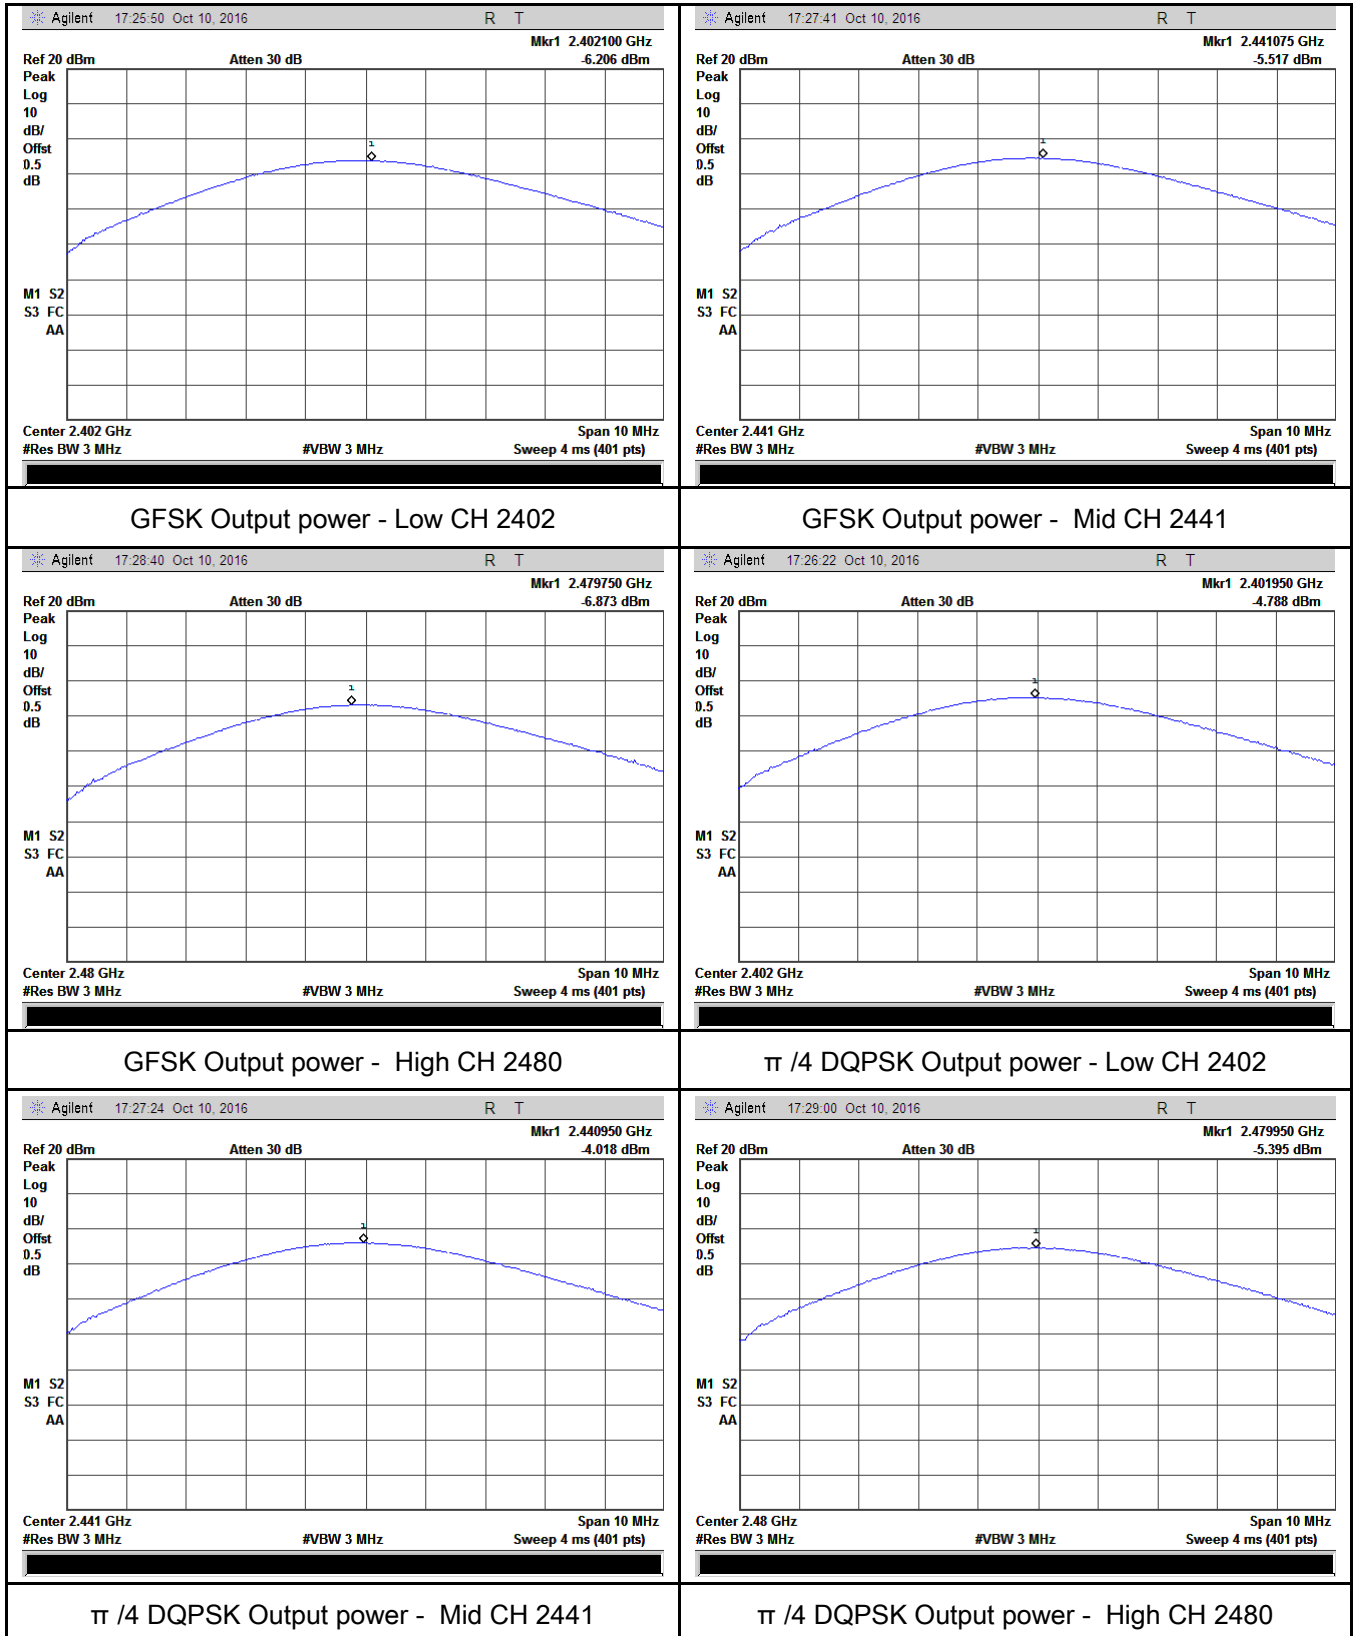 Agilent 17:25:50 Oct 10, 2016 R T
Mkr1 2.402100 GHz
Ref 20 dBm Atten 30 dB -6.206 dBm
Peak
Log
10
dB/
Offst
0.5
dB
1
M1 S2
S3 FC
AA
Center 2.402 GHz Span 10 MHz
#Res BW 3 MHz #VBW 3 MHz Sweep 4 ms (401 pts)
GFSK Output power - Low CH 2402
Agilent 17:27:41 Oct 10, 2016 R T
Mkr1 2.441075 GHz
Ref 20 dBm Atten 30 dB -5.517 dBm
Peak
Log
10
dB/
Offst
0.5
dB
1
M1 S2
S3 FC
AA
Center 2.441 GHz Span 10 MHz
#Res BW 3 MHz #VBW 3 MHz Sweep 4 ms (401 pts)
GFSK Output power - Mid CH 2441
Agilent 17:28:40 Oct 10, 2016 R T
Mkr1 2.479750 GHz
Ref 20 dBm Atten 30 dB -6.873 dBm
Peak
Log
10
dB/
Offst
0.5
dB
1
M1 S2
S3 FC
AA
Center 2.48 GHz Span 10 MHz
#Res BW 3 MHz #VBW 3 MHz Sweep 4 ms (401 pts)
GFSK Output power - High CH 2480
Agilent 17:26:22 Oct 10, 2016 R T
Mkr1 2.401950 GHz
Ref 20 dBm Atten 30 dB -4.788 dBm
Peak
Log
10
dB/
Offst
0.5
dB
1
M1 S2
S3 FC
AA
Center 2.402 GHz Span 10 MHz
#Res BW 3 MHz #VBW 3 MHz Sweep 4 ms (401 pts)
π /4 DQPSK Output power - Low CH 2402
Agilent 17:27:24 Oct 10, 2016 R T
Mkr1 2.440950 GHz
Ref 20 dBm Atten 30 dB -4.018 dBm
Peak
Log
10
dB/
Offst
0.5
dB
1
M1 S2
S3 FC
AA
Center 2.441 GHz Span 10 MHz
#Res BW 3 MHz #VBW 3 MHz Sweep 4 ms (401 pts)
π /4 DQPSK Output power - Mid CH 2441
Agilent 17:29:00 Oct 10, 2016 R T
Mkr1 2.479950 GHz
Ref 20 dBm Atten 30 dB -5.395 dBm
Peak
Log
10
dB/
Offst
0.5
dB
1
M1 S2
S3 FC
AA
Center 2.48 GHz Span 10 MHz
#Res BW 3 MHz #VBW 3 MHz Sweep 4 ms (401 pts)
π /4 DQPSK Output power - High CH 2480